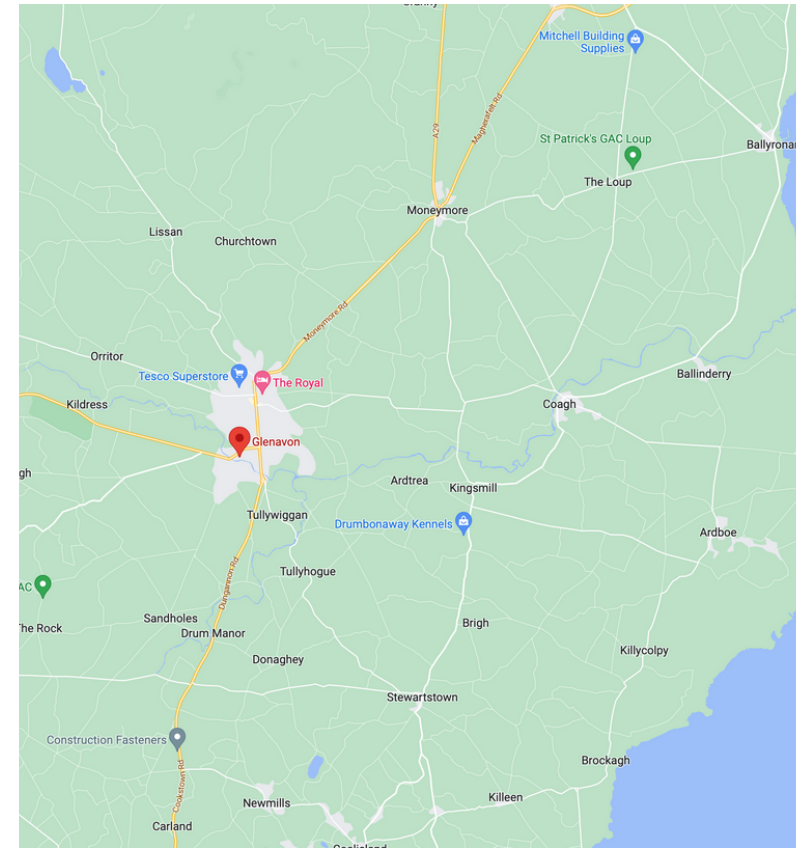 Mitchell Building
Supplies
A29
Magherafelt Rd
St Patrick's GAC Loup
Ballyronan
The Loup
Moneymore
Lissan
Churchtown
Moneymore Rd
Orritor
Tesco Superstore
The Royal
Ballinderry
Kildress
Coagh
Glenavon
gh
Ardtrea
Kingsmill
Tullywiggan
Drumbonaway Kennels
Ardboe
Dungannon Rd
Tullyhogue
AC
The Rock
Sandholes
Brigh
Drum Manor
Killycolpy
Donaghey
Stewartstown
Construction Fasteners
Brockagh
Cookstown Rd
Newmills
Killeen
Carland